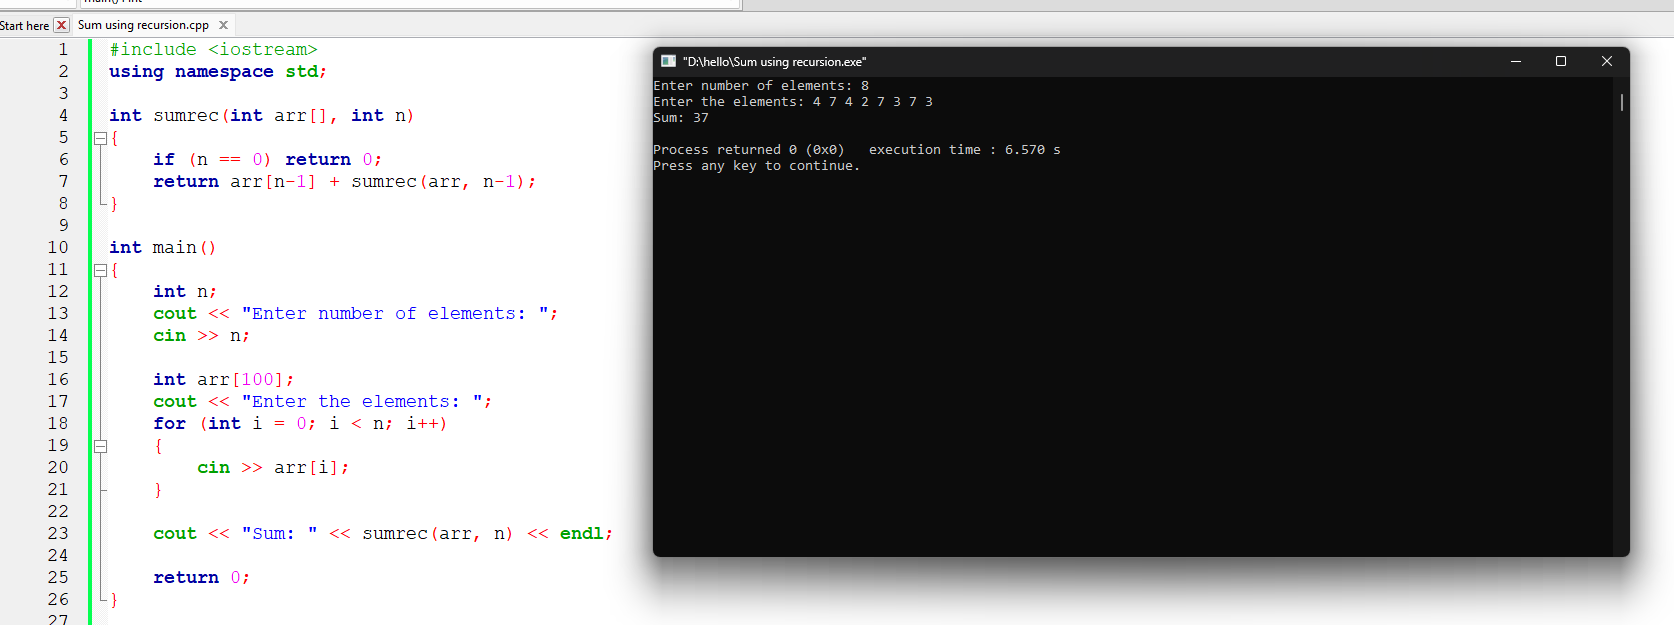 Start here
Sum using recursion.cpp
1 #include <iostream>
2 using namespace std;
3
4 int sumrec(int arr[], int n)
5 {
6 if (n == 0) return 0;
7 return arr[n-1] + sumrec(arr, n-1);
8 }
9
10 int main()
11 {
12 int n;
13 cout << "Enter number of elements: ";
14 cin >> n;
15
16 int arr[100];
17 cout << "Enter the elements: ";
18 for (int i = 0; i < n; i++)
19 {
20 cin >> arr[i];
21 }
22
23 cout << "Sum: " << sumrec(arr, n) << endl;
24
25 return 0;
26 }
27
"D:\hello\Sum using recursion.exe"
Enter number of elements: 8
Enter the elements: 4 7 4 2 7 3 7 3
Sum: 37
Process returned 0 (0x0) execution time : 6.570 s
Press any key to continue.